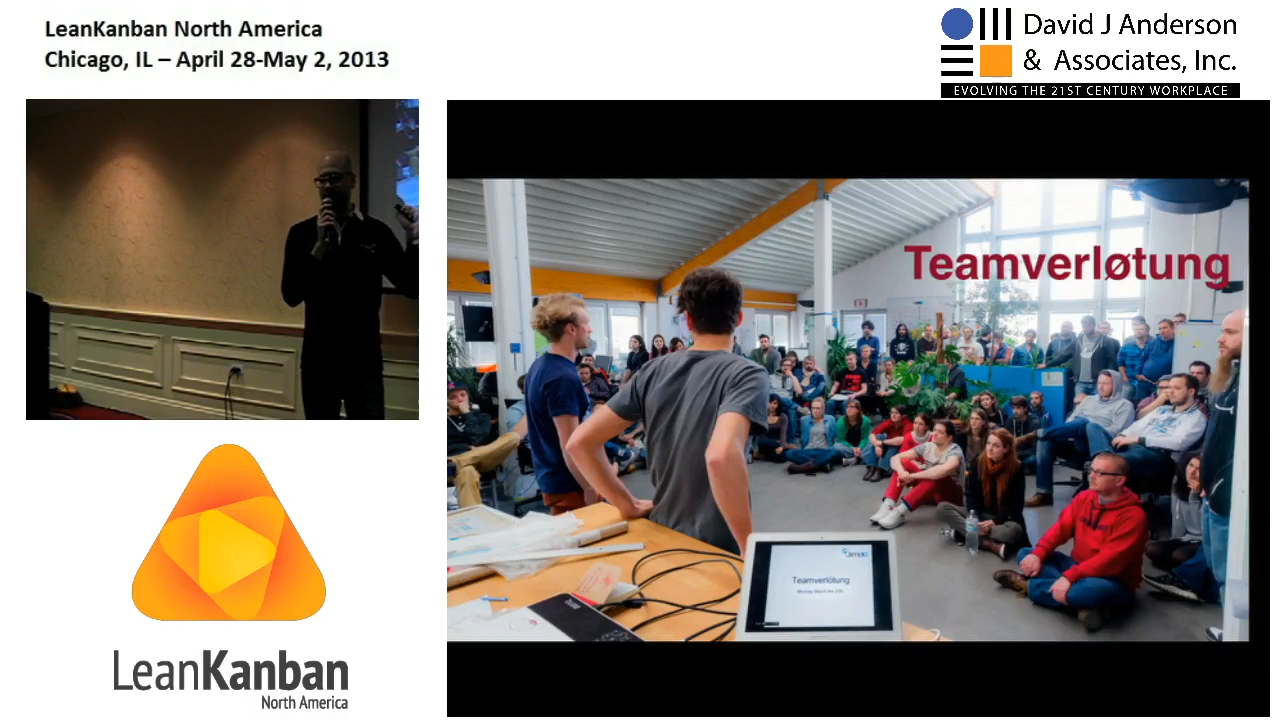 LeanKanban North America
Chicago, IL – April 28-May 2, 2013
David J Anderson
& Associates, Inc.
EVOLVING THE 21ST CENTURY WORKPLACE
Teamverløtung
Jimdo
Teamverlötung
LeanKanban
North America